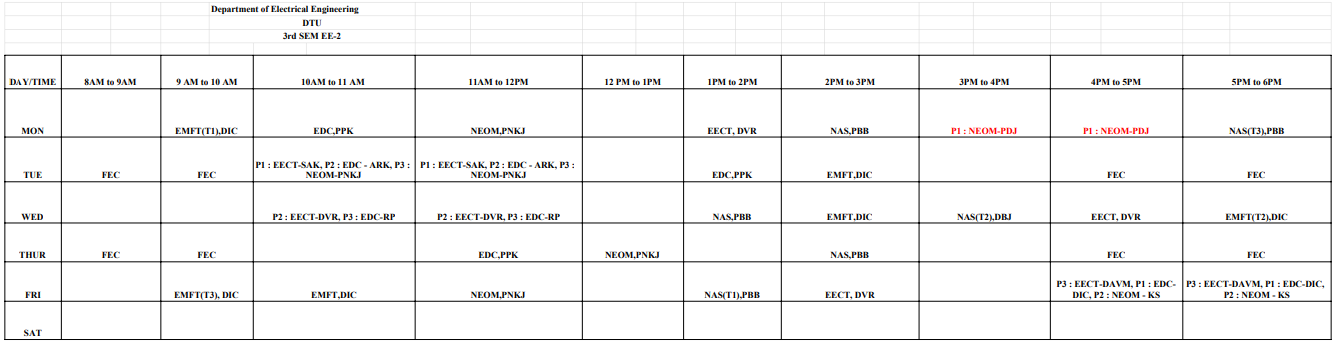 Department of Electrical Engineering
DTU
3rd SEM EE-2
DAY/TIME 8AM to 9AM 9 AM to 10 AM 10AM to 11 AM 11AM to 12PM 12 PM to 1PM 1PM to 2PM 2PM to 3PM 3PM to 4PM 4PM to 5PM 5PM to 6PM
MON EMFT(T1),DIC EDC,PPK NEOM,PNKJ EECT, DVR NAS,PBB P1 : NEOM-PDJ P1 : NEOM-PDJ NAS(T3),PBB
P1 : EECT-SAK, P2 : EDC - ARK, P3 : P1 : EECT-SAK, P2 : EDC - ARK, P3 :
TUE FEC FEC NEOM-PNKJ NEOM-PNKJ EDC,PPK EMFT,DIC FEC FEC
WED P2 : EECT-DVR, P3 : EDC-RP P2 : EECT-DVR, P3 : EDC-RP NAS,PBB EMFT,DIC NAS(T2),DBJ EECT, DVR EMFT(T2),DIC
THUR FEC FEC EDC,PPK NEOM,PNKJ NAS,PBB FEC FEC
P3 : EECT-DAVM, P1 : EDC- P3 : EECT-DAVM, P1 : EDC-DIC,
FRI EMFT(T3), DIC EMFT,DIC NEOM,PNKJ NAS(T1),PBB EECT, DVR DIC, P2 : NEOM - KS P2 : NEOM - KS
SAT